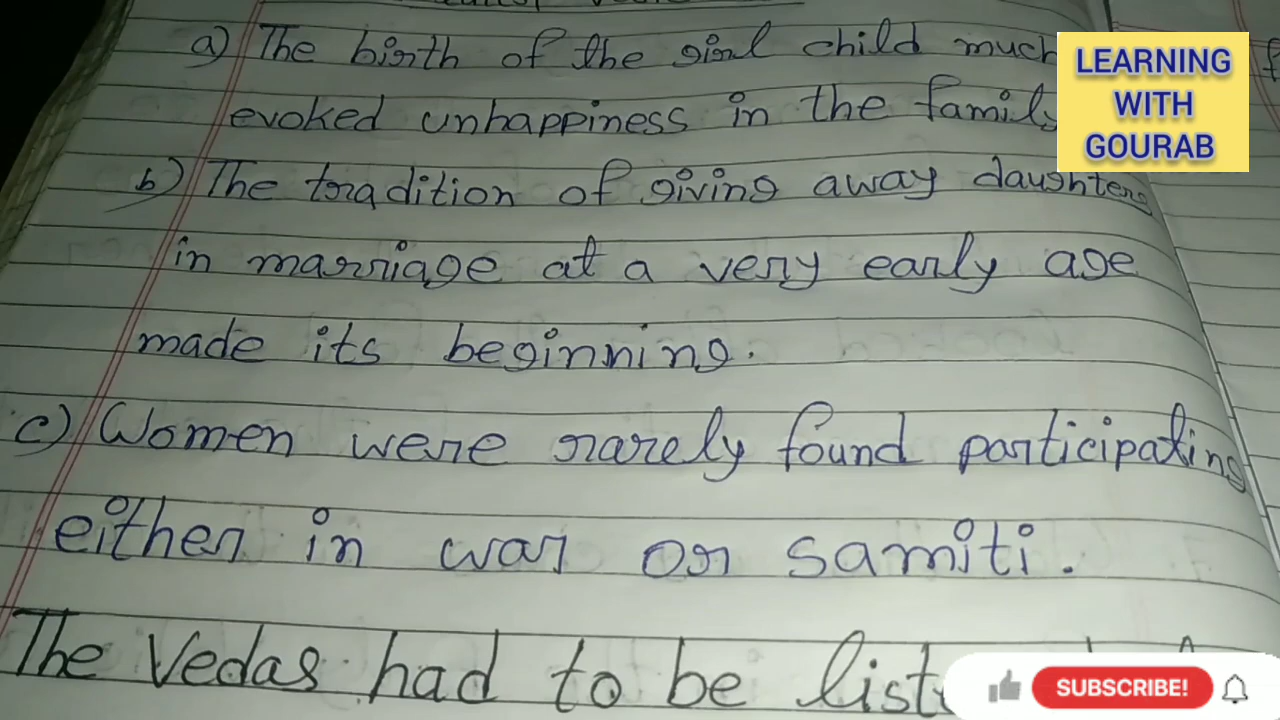 a) The birth of the girl child much
evoked unhappiness in the family
b) The tradition of giving away daughters
in marriage at a very early age
made its beginning.
c) Women were rarely found participating
either in war or samiti.
The Vedas had to be
LEARNING
WITH
GOURAB
SUBSCRIBE!